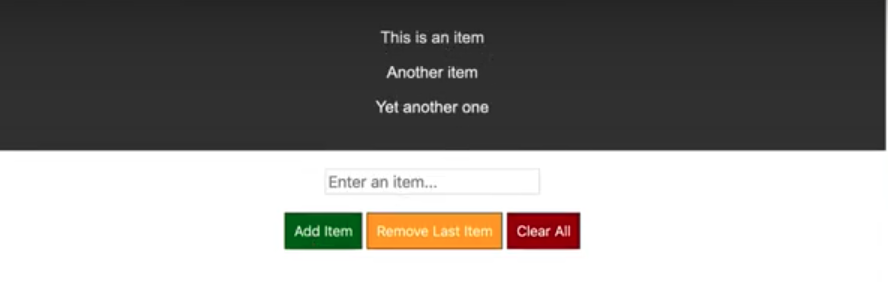 This is an item
Another item
Yet another one
Enter an item...
Add Item Remove Last Item Clear All